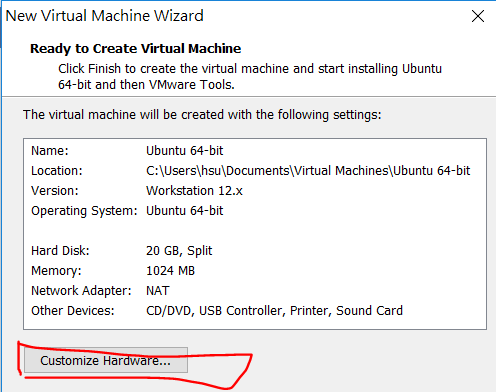 New Virtual Machine Wizard
Ready to Create Virtual Machine
Click Finish to create the virtual machine and start installing Ubuntu
64-bit and then VMware Tools.
The virtual machine will be created with the following settings:
Name: Ubuntu 64-bit
Location: C:\Users\hsu\Documents\Virtual Machines\Ubuntu 64-bit
Version: Workstation 12.x
Operating System: Ubuntu 64-bit
Hard Disk: 20 GB, Split
Memory: 1024 MB
Network Adapter: NAT
Other Devices: CD/DVD, USB Controller, Printer, Sound Card
Customize Hardware...